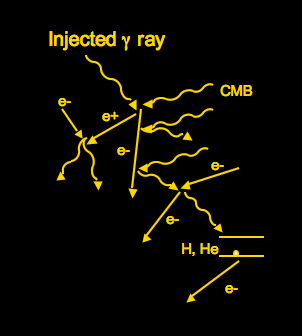 Injected γ ray
CMB
e-
e+
e-
e-
e-
H, He
e-